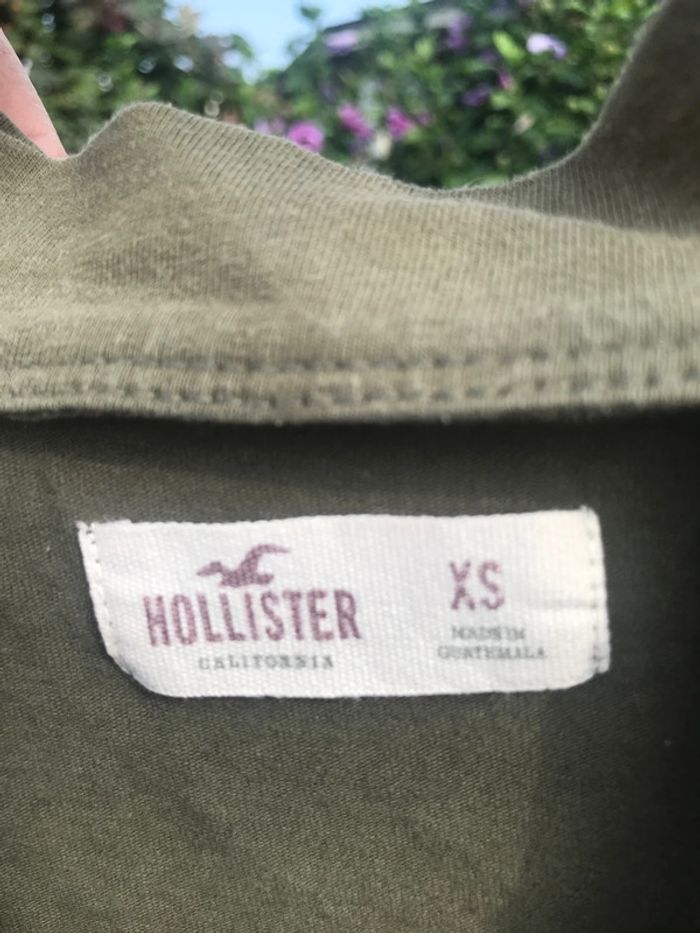 HOLLISTER
CALIFORNIA
XS
MADE IN
GUATEMALA